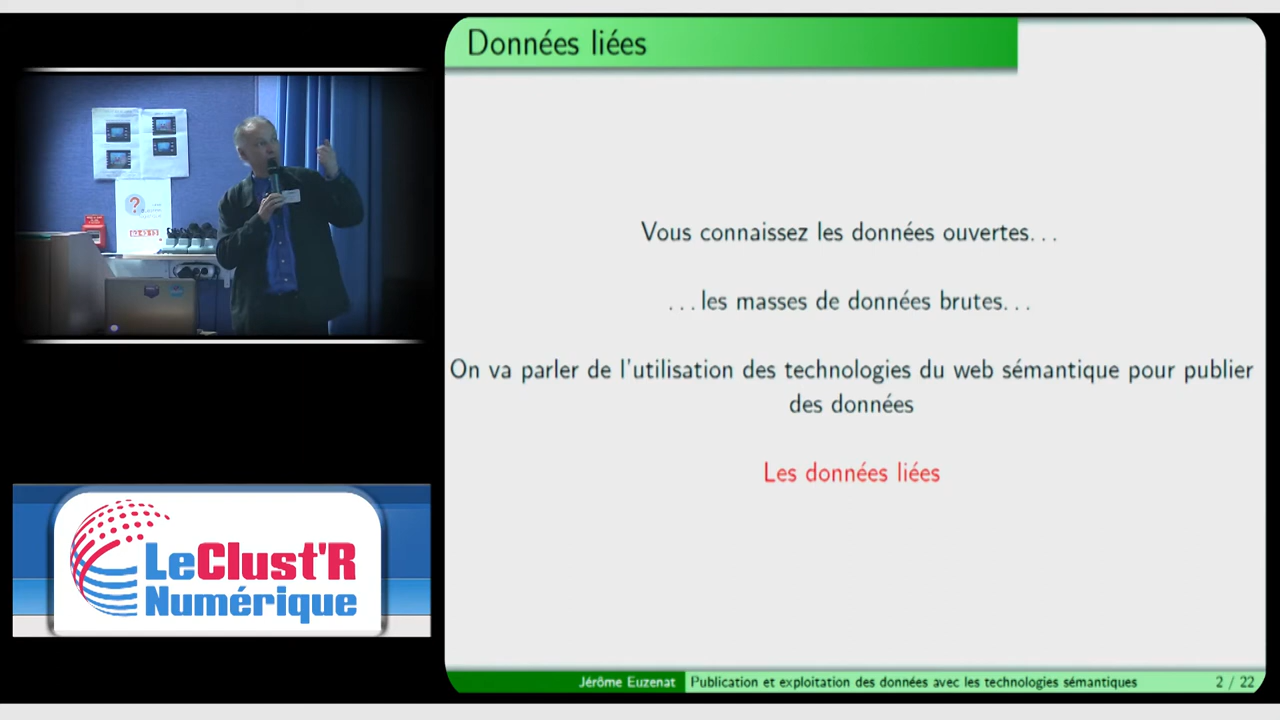 Données liées
Vous connaissez les données ouvertes...
...les masses de données brutes...
On va parler de l'utilisation des technologies du web sémantique pour publier
des données
Les données liées
?
LeClust'R
Numérique
Jérôme Euzenat
Publication et exploitation des données avec les technologies sémantiques
2 / 22